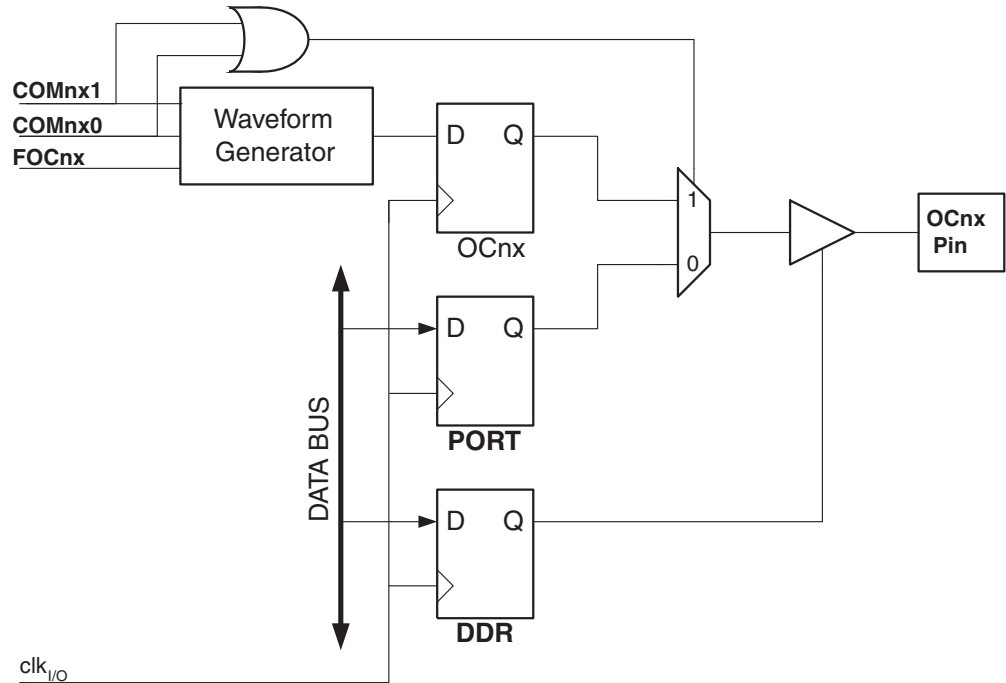 COMnx1
COMnx0
FOCnx
Waveform
Generator
D Q
OCnx
1
0
OCnx
Pin
D Q
PORT
DATA BUS
D Q
DDR
clkI/O